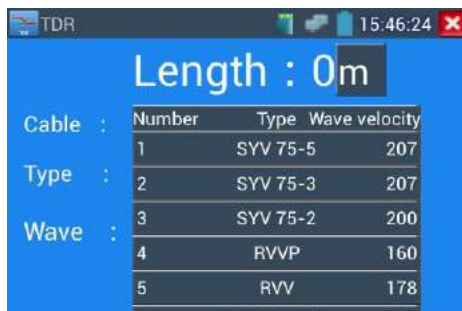 TDR 15:46:24
Length : 0m
Cable :
Type :
Wave :
Number Type Wave velocity
1 SYV 75-5 207
2 SYV 75-3 207
3 SYV 75-2 200
4 RVVP 160
5 RVV 178